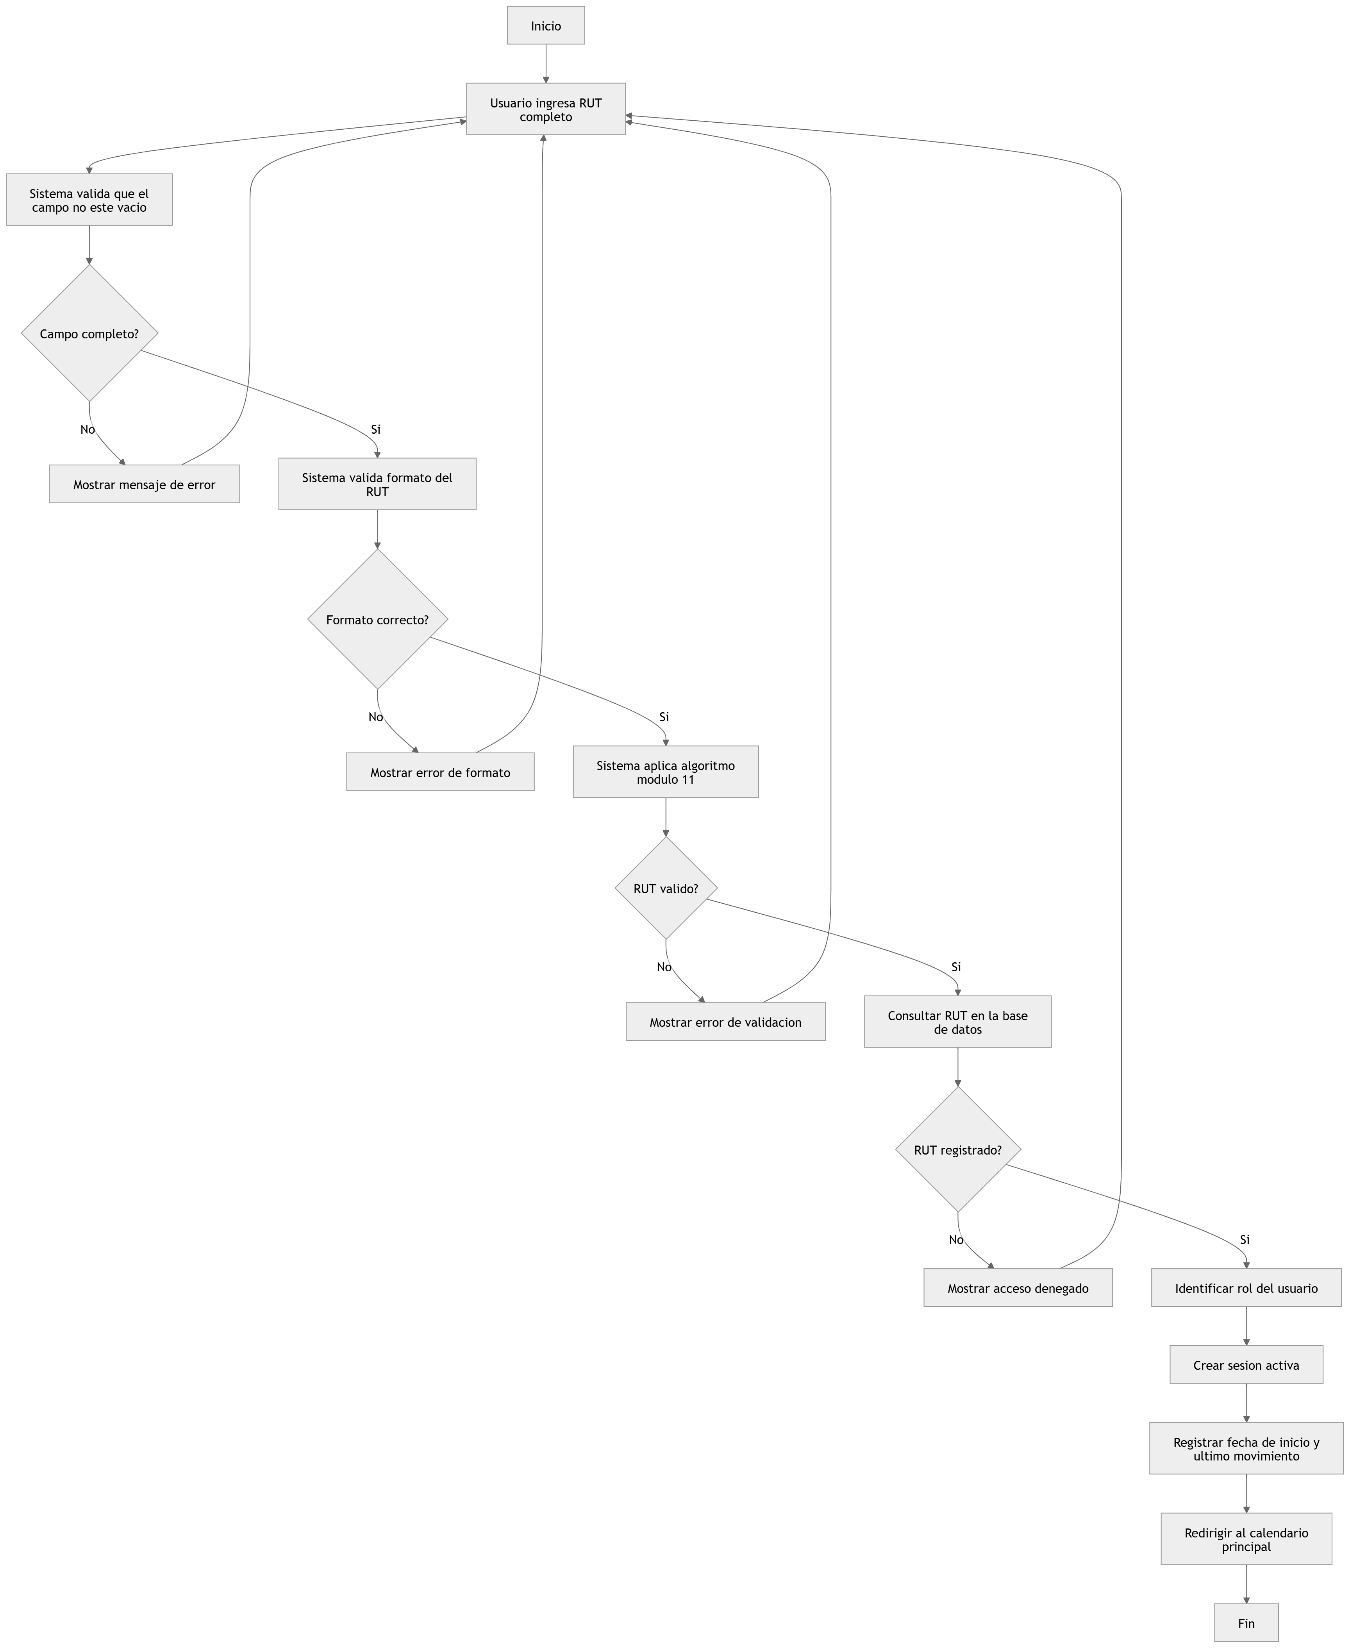 Inicio
Usuario ingresa RUT
completo
Sistema valida que el
campo no este vacio
Campo completo?
No
Si
Mostrar mensaje de error
Sistema valida formato del
RUT
Formato correcto?
No
Si
Mostrar error de formato
Sistema aplica algoritmo
modulo 11
RUT valido?
No
Si
Mostrar error de validacion
Consultar RUT en la base
de datos
RUT registrado?
No
Si
Mostrar acceso denegado
Identificar rol del usuario
Crear sesion activa
Registrar fecha de inicio y
ultimo movimiento
Redirigir al calendario
principal
Fin